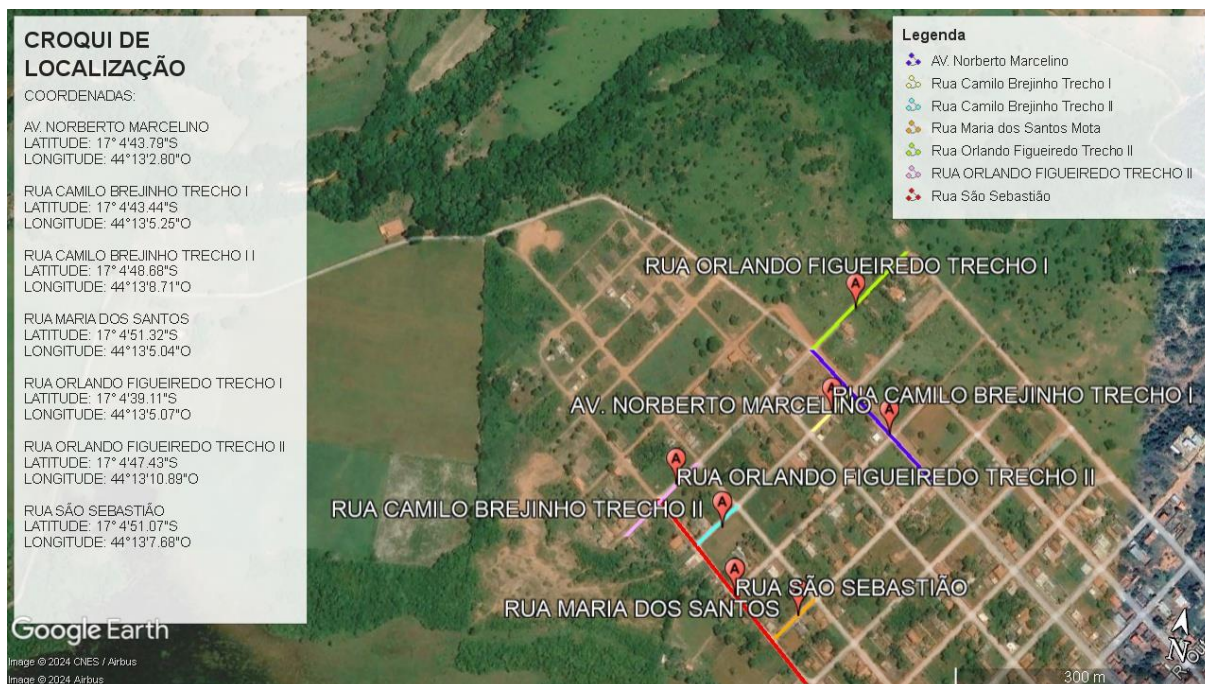 CROQUI DE
LOCALIZAÇÃO
COORDENADAS:
AV. NORBERTO MARCELINO
LATITUDE: 17° 4'43.79"S
LONGITUDE: 44°13'2.80"O
RUA CAMILO BREJINHO TRECHO I
LATITUDE: 17° 4'43.44"S
LONGITUDE: 44°13'5.25"O
RUA CAMILO BREJINHO TRECHO I I
LATITUDE: 17° 4'48.68"S
LONGITUDE: 44°13'8.71"O
RUA MARIA DOS SANTOS
LATITUDE: 17° 4'51.32"S
LONGITUDE: 44°13'5.04"O
RUA ORLANDO FIGUEIREDO TRECHO I
LATITUDE: 17° 4'39.11"S
LONGITUDE: 44°13'5.07"O
RUA ORLANDO FIGUEIREDO TRECHO II
LATITUDE: 17° 4'47.43"S
LONGITUDE: 44°13'10.89"O
RUA SÃO SEBASTIÃO
LATITUDE: 17° 4'51.07"S
LONGITUDE: 44°13'7.68"O
Google Earth
Image © 2024 CNES / Airbus
Image © 2024 Airbus
Legenda
AV. Norberto Marcelino
Rua Camilo Brejinho Trecho I
Rua Camilo Brejinho Trecho II
Rua Maria dos Santos Mota
Rua Orlando Figueiredo Trecho II
RUA ORLANDO FIGUEIREDO TRECHO II
Rua São Sebastião
RUA ORLANDO FIGUEIREDO TRECHO I
A
A
RUA CAMILO BREJINHO TRECHO I
AV. NORBERTO MARCELINO
A
A
RUA ORLANDO FIGUEIREDO TRECHO II
A
RUA CAMILO BREJINHO TRECHO II
A
RUA SÃO SEBASTIÃO
A
RUA MARIA DOS SANTOS
N
300 m